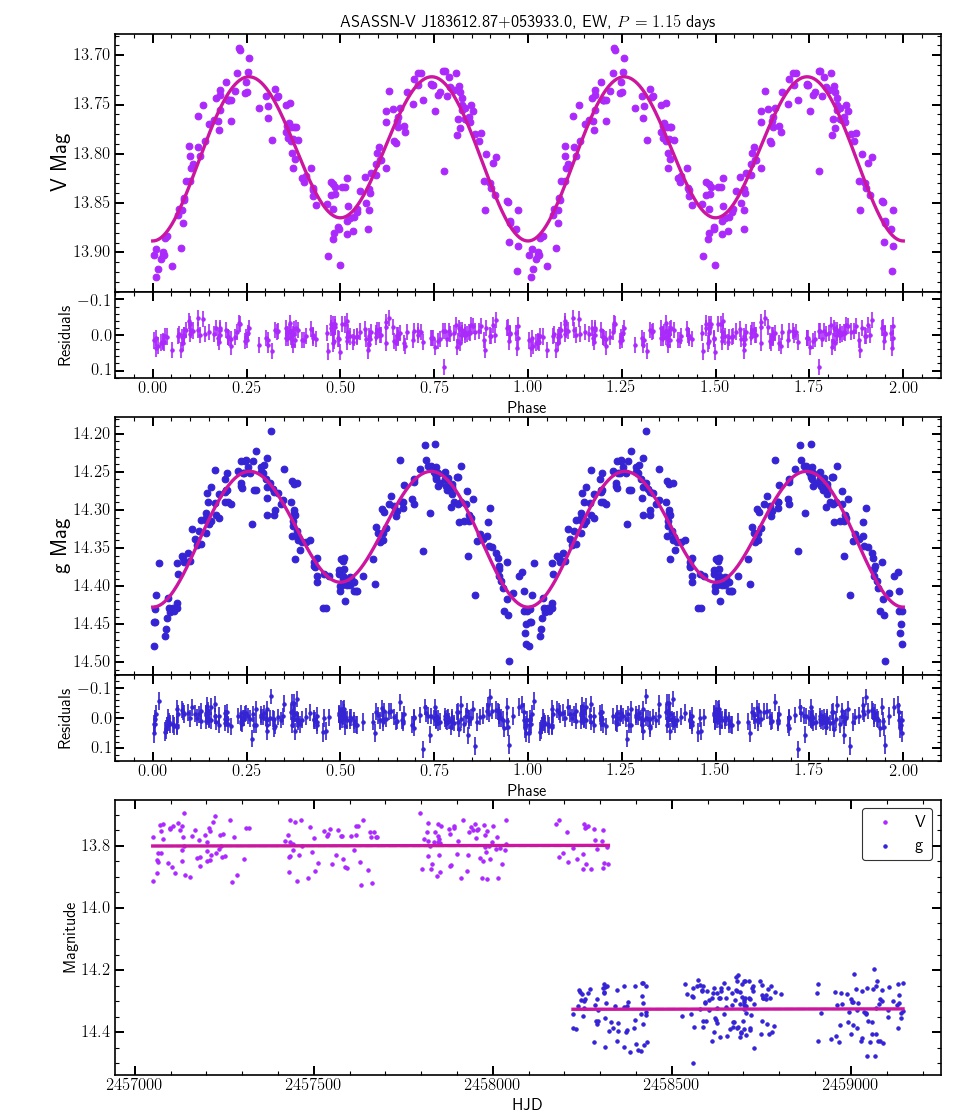 ASASSN-V J183612.87+053933.0, EW, P = 1.15 days
V Mag
13.70
13.75
13.80
13.85
13.90
Residuals
−0.1
0.0
0.1
0.00 0.25 0.50 0.75 1.00 1.25 1.50 1.75 2.00
Phase
g Mag
14.20
14.25
14.30
14.35
14.40
14.45
14.50
Residuals
−0.1
0.0
0.1
0.00 0.25 0.50 0.75 1.00 1.25 1.50 1.75 2.00
Phase
Magnitude
13.8
14.0
14.2
14.4
V
g
2457000 2457500 2458000 2458500 2459000
HJD